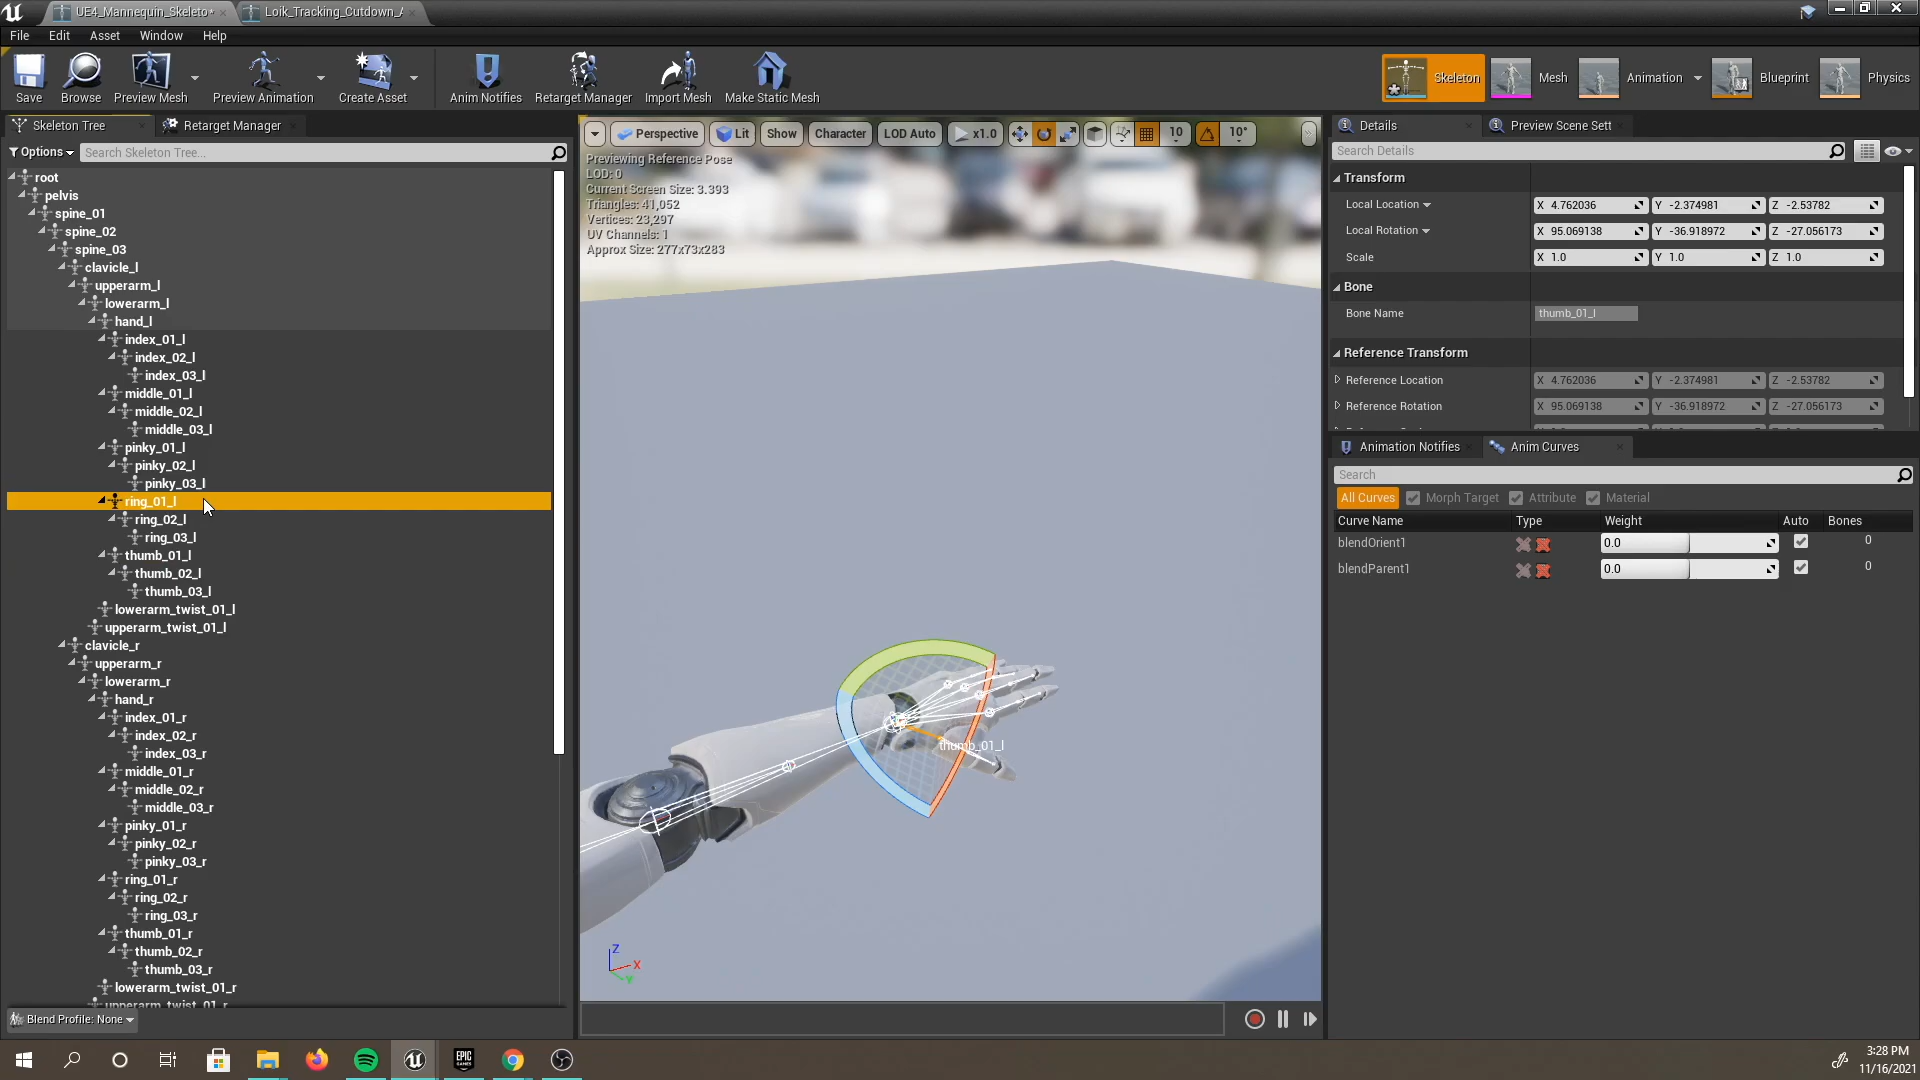 UE4_Mannequin_Skeleto*
Loik_Tracking_Cutdown_A
File Edit Asset Window Help
Save
Browse
Preview Mesh
Preview Animation
Create Asset
Anim Notifies
Retarget Manager
Import Mesh
Make Static Mesh
Skeleton
Mesh
Animation
Blueprint
Physics
Skeleton Tree
Retarget Manager
Options
Search Skeleton Tree...
root
pelvis
spine_01
spine_02
spine_03
clavicle_l
upperarm_l
lowerarm_l
hand_l
index_01_l
index_02_l
index_03_l
middle_01_l
middle_02_l
middle_03_l
pinky_01_l
pinky_02_l
pinky_03_l
ring_01_l
ring_02_l
ring_03_l
thumb_01_l
thumb_02_l
thumb_03_l
lowerarm_twist_01_l
upperarm_twist_01_l
clavicle_r
upperarm_r
lowerarm_r
hand_r
index_01_r
index_02_r
index_03_r
middle_01_r
middle_02_r
middle_03_r
pinky_01_r
pinky_02_r
pinky_03_r
ring_01_r
ring_02_r
ring_03_r
thumb_01_r
thumb_02_r
thumb_03_r
lowerarm_twist_01_r
upperarm_twist_01_r
Blend Profile: None
Perspective Lit Show Character LOD Auto x1.0 10 10°
Previewing Reference Pose
LOD: 0
Current Screen Size: 3.393
Triangles: 41,052
Vertices: 23,297
UV Channels: 1
Approx Size: 277x73x283
thumb_01_l
Z
X
Y
Details
Preview Scene Sett
Search Details
Transform
Local Location X 4.762036 Y -2.374981 Z -2.53782
Local Rotation X 95.069138 Y -36.918972 Z -27.056173
Scale X 1.0 Y 1.0 Z 1.0
Bone
Bone Name thumb_01_l
Reference Transform
Reference Location X 4.762036 Y -2.374981 Z -2.53782
Reference Rotation X 95.069138 Y -36.918972 Z -27.056173
Animation Notifies
Anim Curves
Search
All Curves Morph Target Attribute Material
Curve Name Type Weight Auto Bones
blendOrient1 0.0 0
blendParent1 0.0 0
EPIC
GAMES
3:28 PM
11/16/2021